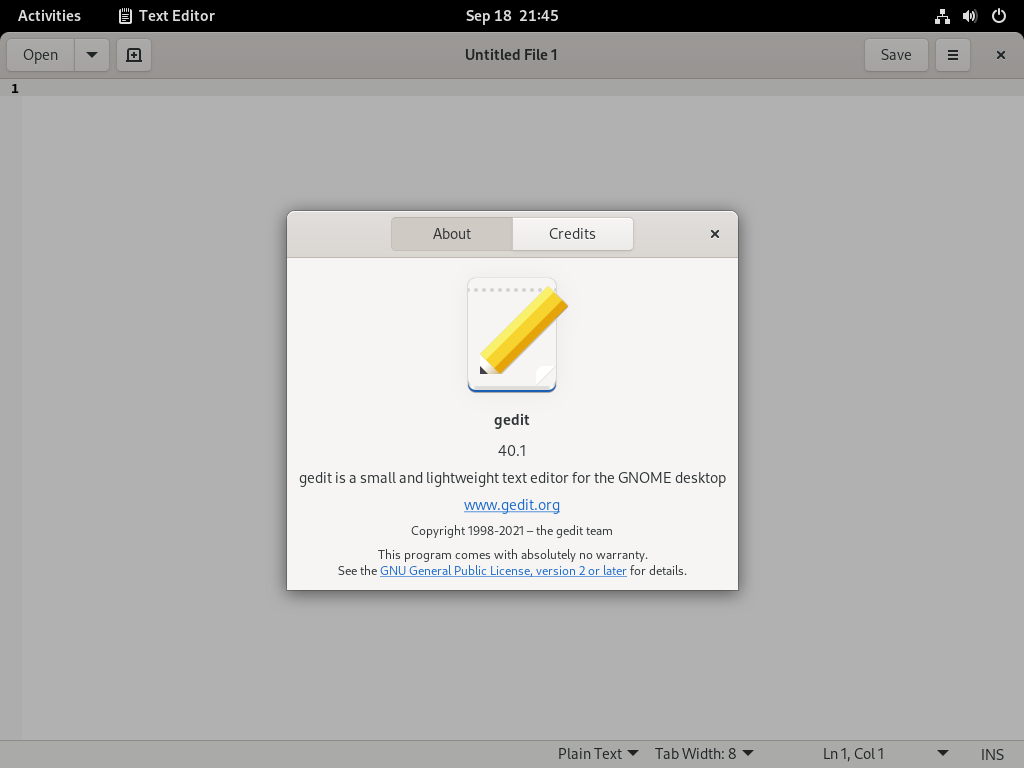 Activities Text Editor Sep 18 21:45
Open Untitled File 1 Save
1
About Credits
gedit
40.1
gedit is a small and lightweight text editor for the GNOME desktop
www.gedit.org
Copyright 1998-2021 – the gedit team
This program comes with absolutely no warranty.
See the GNU General Public License, version 2 or later for details.
Plain Text Tab Width: 8 Ln 1, Col 1 INS